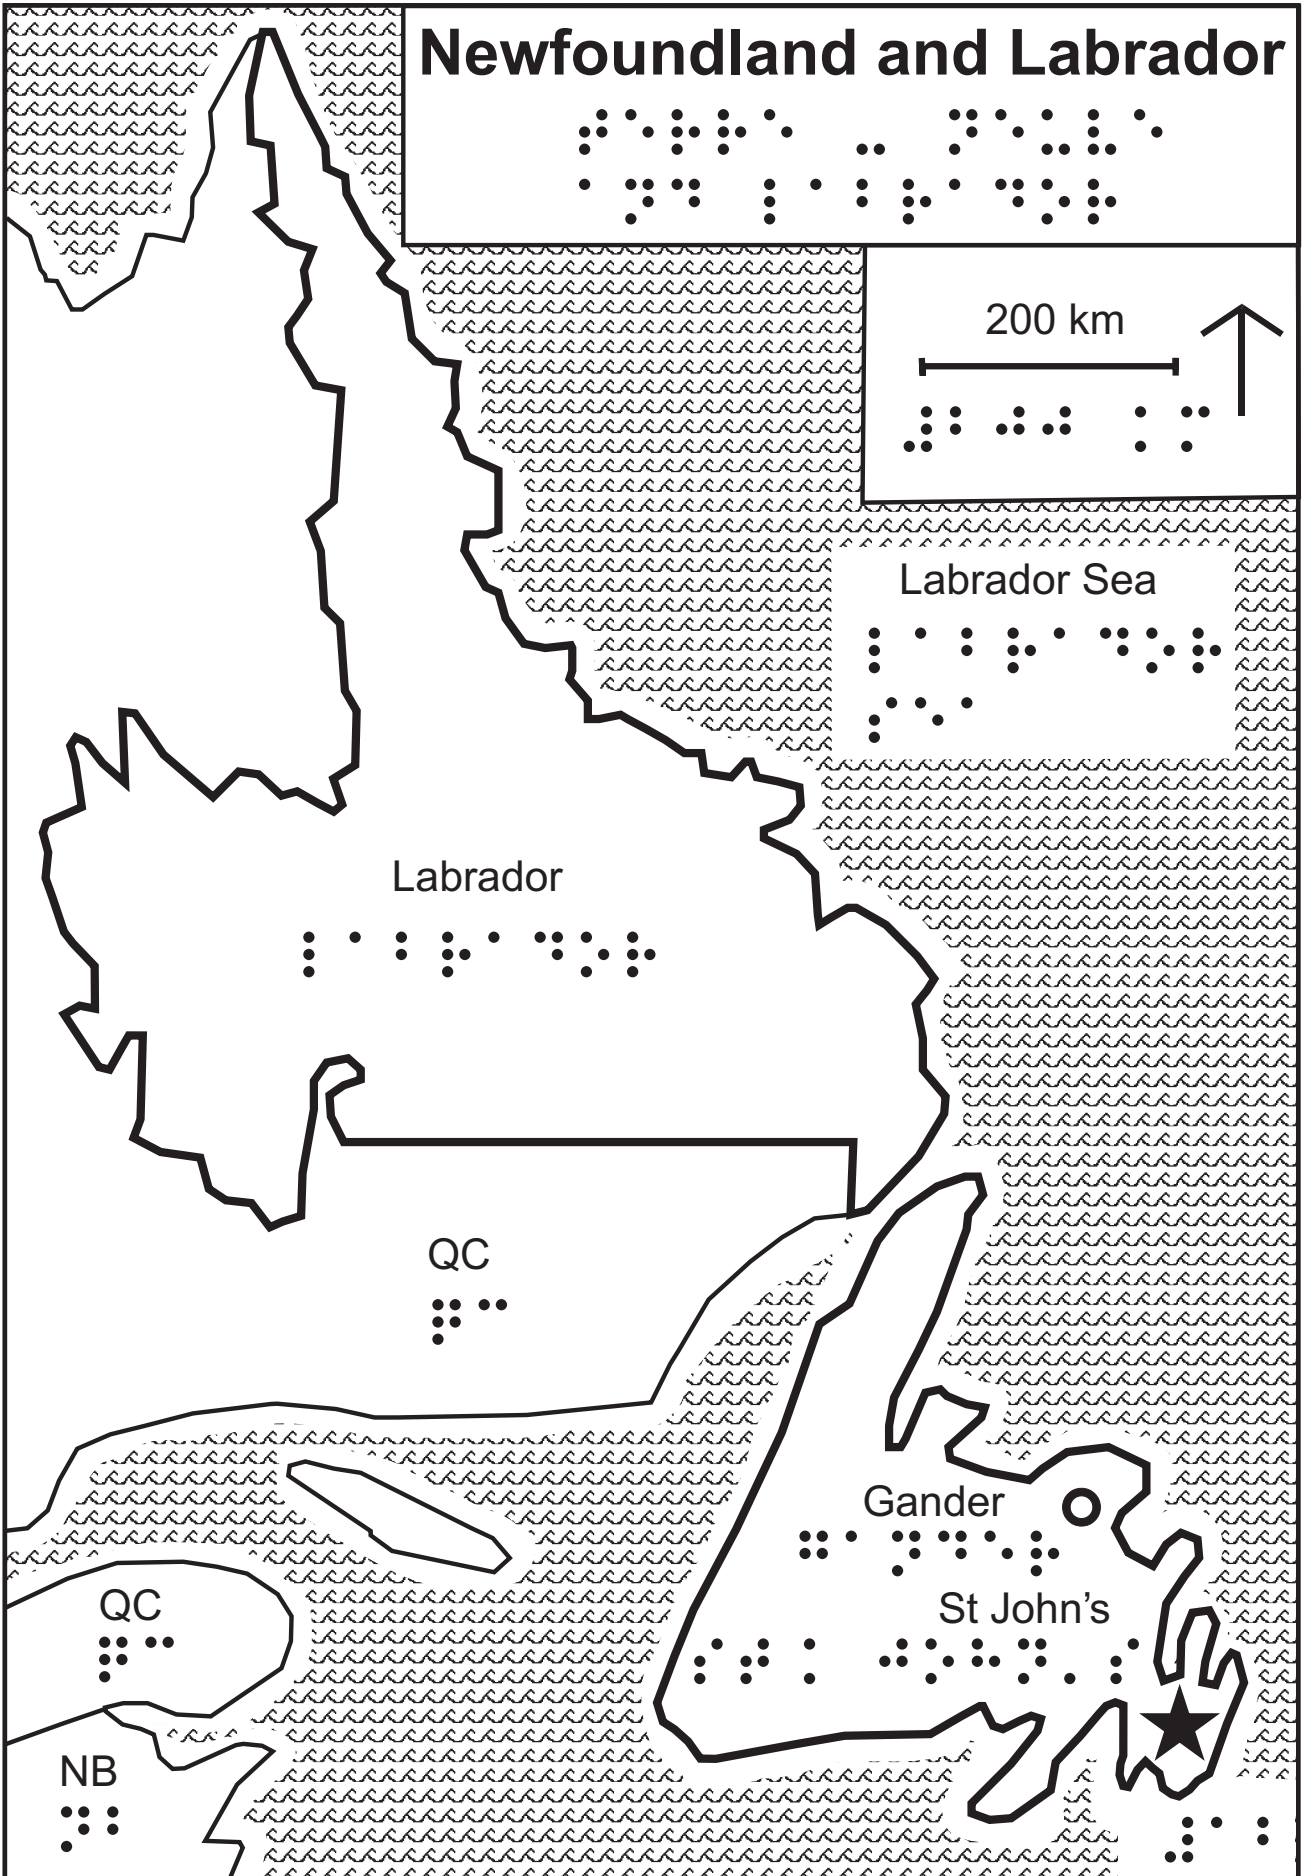 Newfoundland and Labrador
⠞⠑⠗⠗⠑ ⠤ ⠝⠑⠥⠧⠑
⠁⠝⠙ ⠇⠁⠃⠗⠁⠙⠕⠗
200 km
⠼⠃⠚⠚ ⠅⠍
Labrador Sea
⠇⠁⠃⠗⠁⠙⠕⠗
⠎⠑⠁
Labrador
⠇⠁⠃⠗⠁⠙⠕⠗
QC
⠟⠉
Gander
⠛⠁⠝⠙⠑⠗
St John’s
⠎⠞⠨ ⠚⠕⠓⠝⠄⠎
QC
⠟⠉
NB
⠝⠃
⠼⠁⠃